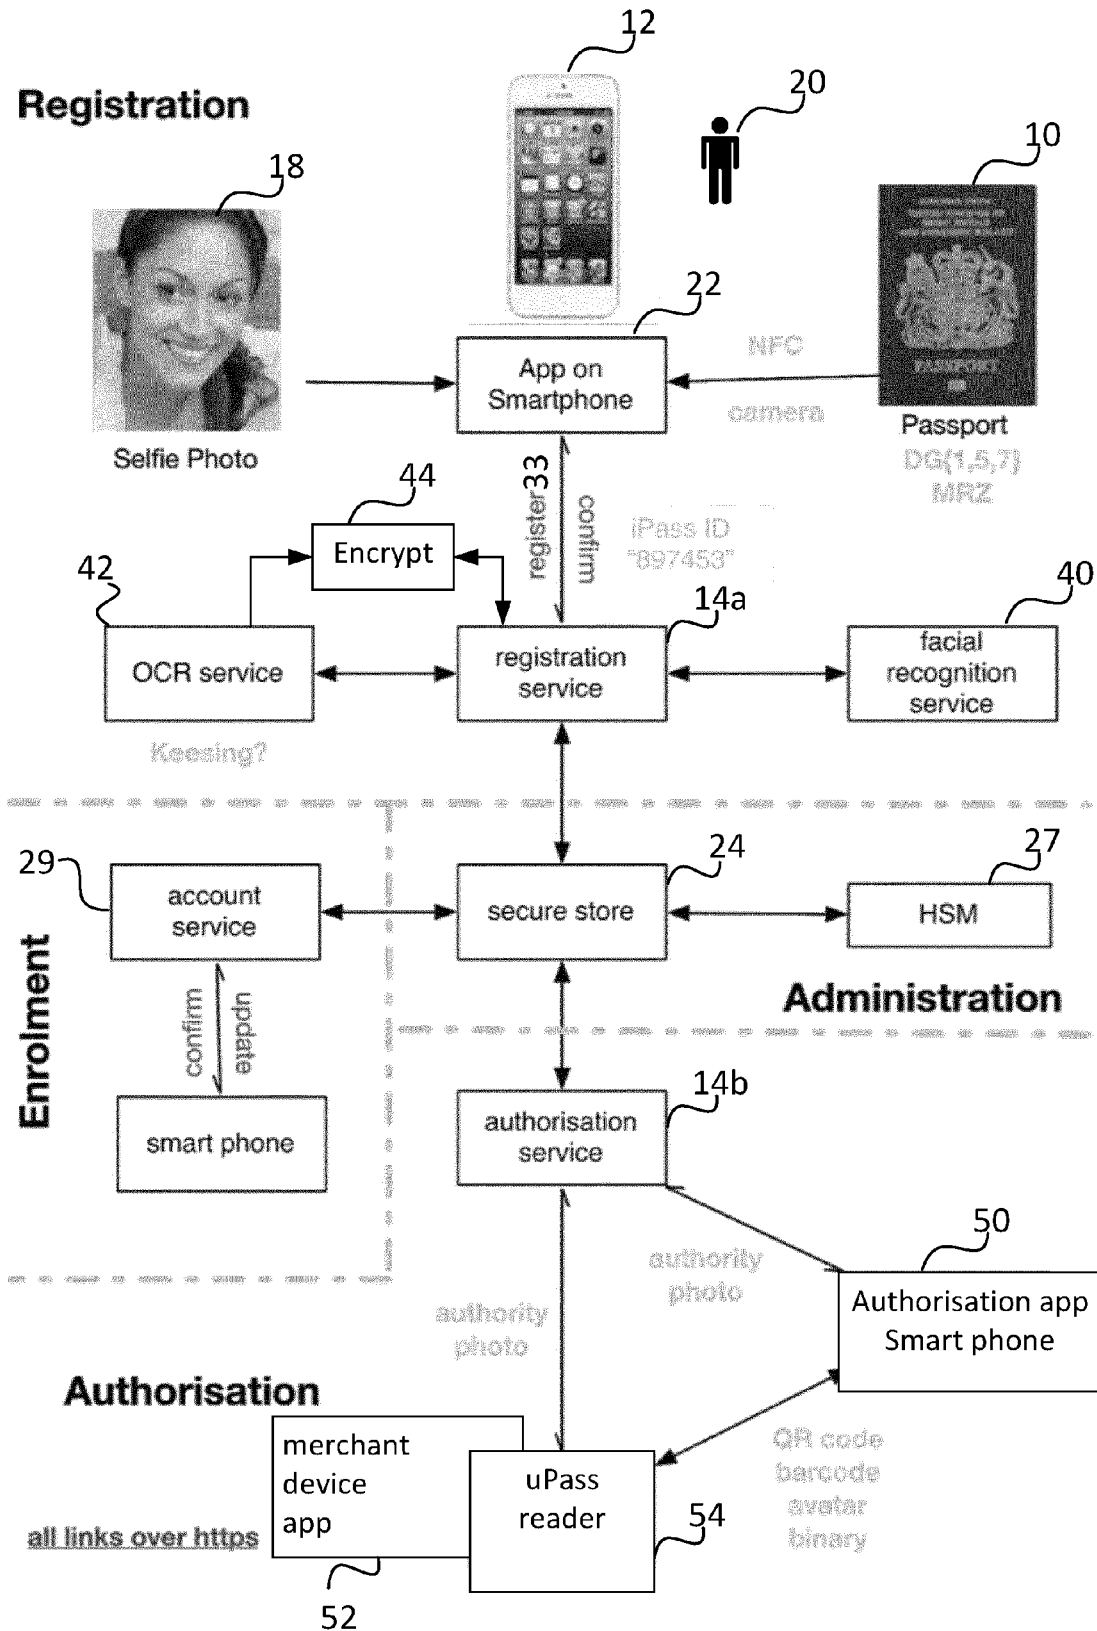 12
20
Registration
10
18
22
NFC
App on
Smartphone
camera
Passport
PASSPORT
Selfie Photo
DG{1,5,7}
MRZ
44
33
register
confirm
iPass ID
"897453"
Encrypt
42
14a
40
OCR service
registration
service
facial
recognition
service
Keesing?
29
24
27
account
service
secure store
HSM
Enrolment
Administration
confirm
update
14b
smart phone
authorisation
service
50
authority
photo
Authorisation app
Smart phone
authority
photo
Authorisation
merchant
device
app
uPass
reader
QR code
barcode
avatar
binary
54
all links over https
52